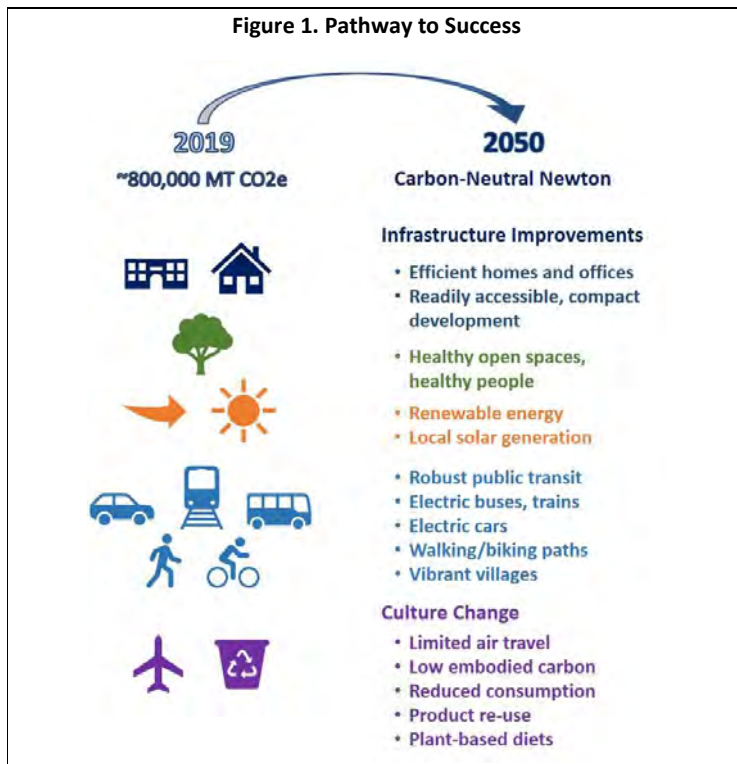 Figure 1. Pathway to Success
2019
2050
~800,000 MT CO2e
Carbon-Neutral Newton
Infrastructure Improvements
• Efficient homes and offices
• Readily accessible, compact
development
• Healthy open spaces,
healthy people
• Renewable energy
• Local solar generation
• Robust public transit
• Electric buses, trains
• Electric cars
• Walking/biking paths
• Vibrant villages
Culture Change
• Limited air travel
• Low embodied carbon
• Reduced consumption
• Product re-use
• Plant-based diets